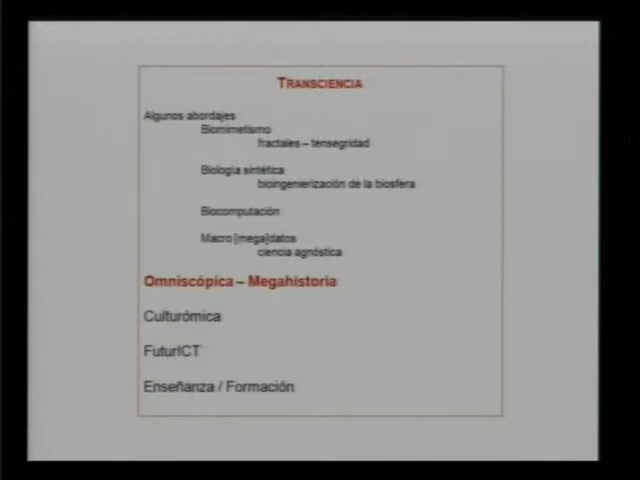 TRANSCIENCIA
Algunos abordajes
Biomimetismo
fractales – tensegridad
Biología sintética
bioingenierización de la biosfera
Biocomputación
Macro [mega]datos
ciencia agnóstica
Omniscópica – Megahistoria
Culturómica
FuturICT
Enseñanza / Formación